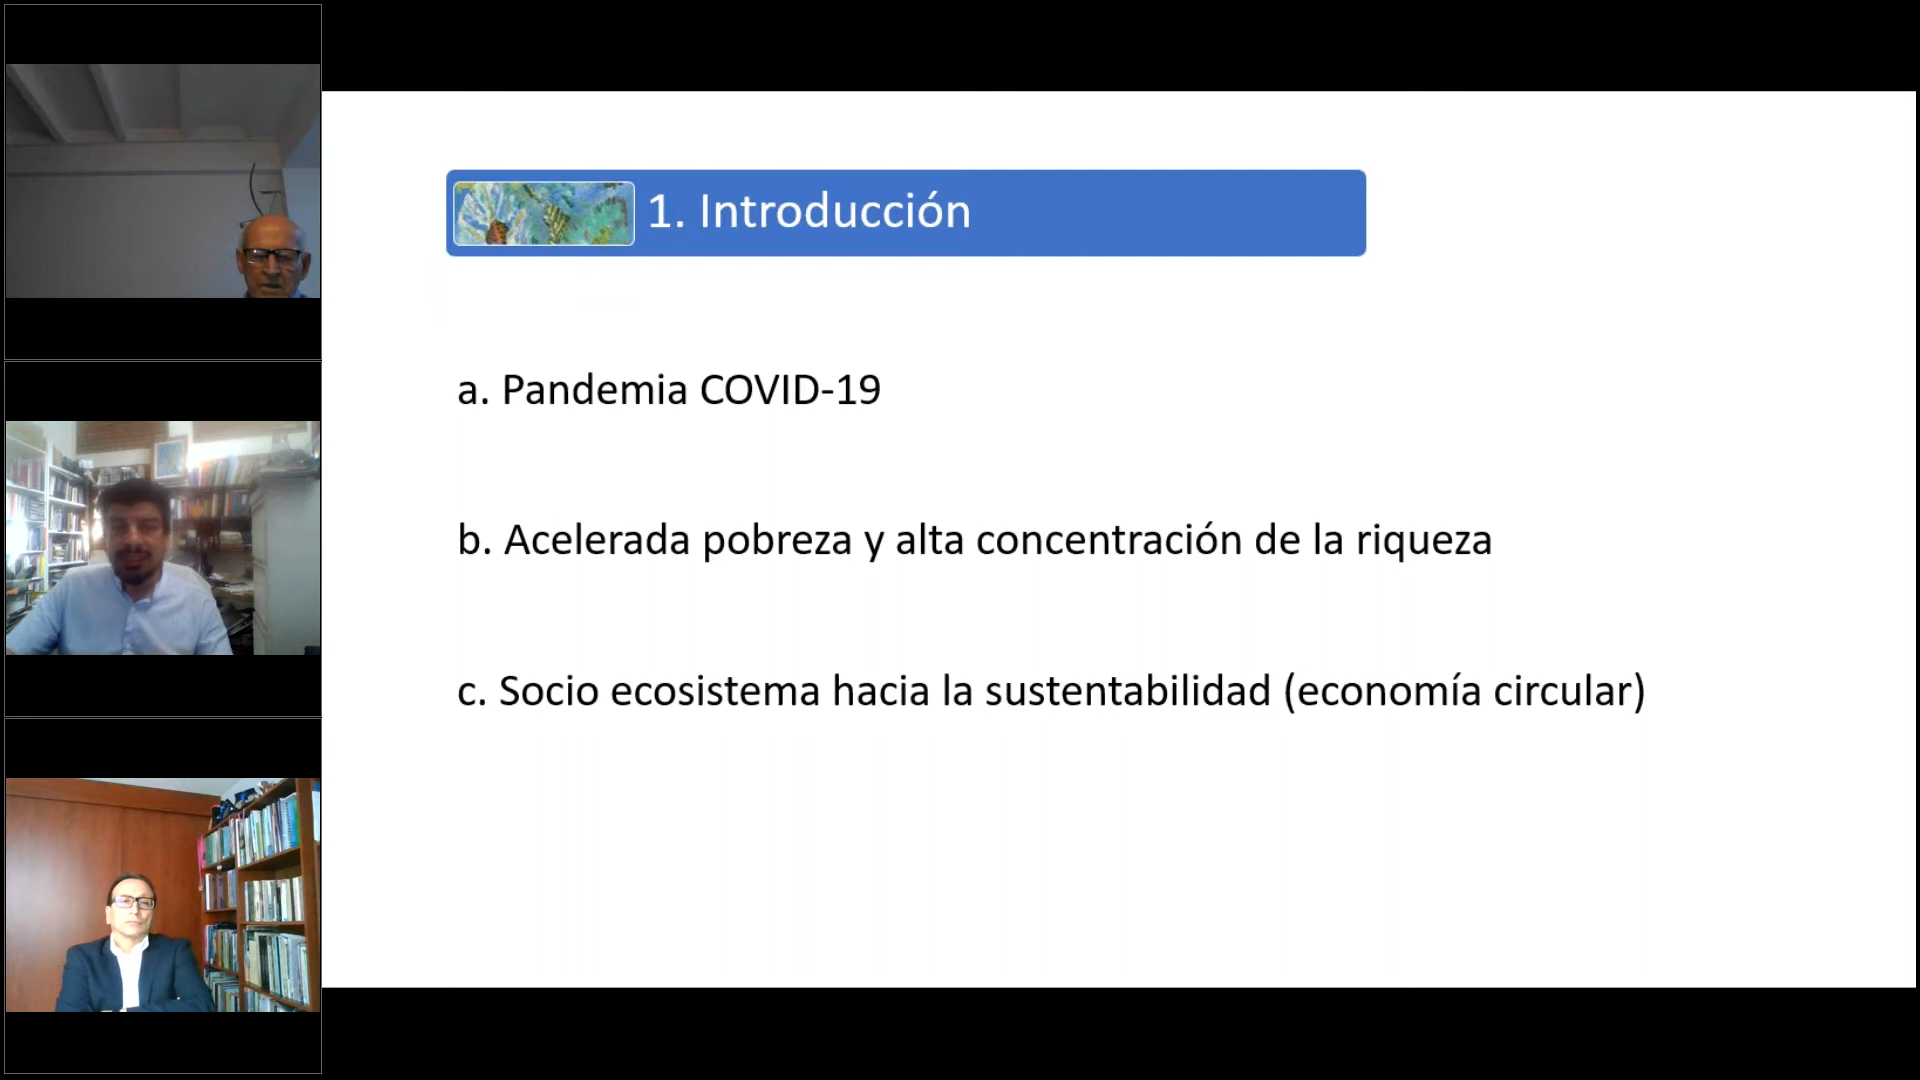 1. Introducción
a. Pandemia COVID-19
b. Acelerada pobreza y alta concentración de la riqueza
c. Socio ecosistema hacia la sustentabilidad (economía circular)